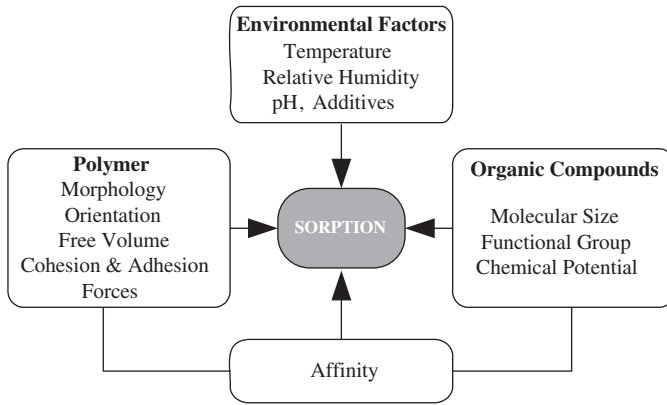 Environmental Factors
Temperature
Relative Humidity
pH, Additives
Polymer
Morphology
Orientation
Free Volume
Cohesion & Adhesion
Forces
SORPTION
Organic Compounds
Molecular Size
Functional Group
Chemical Potential
Affinity